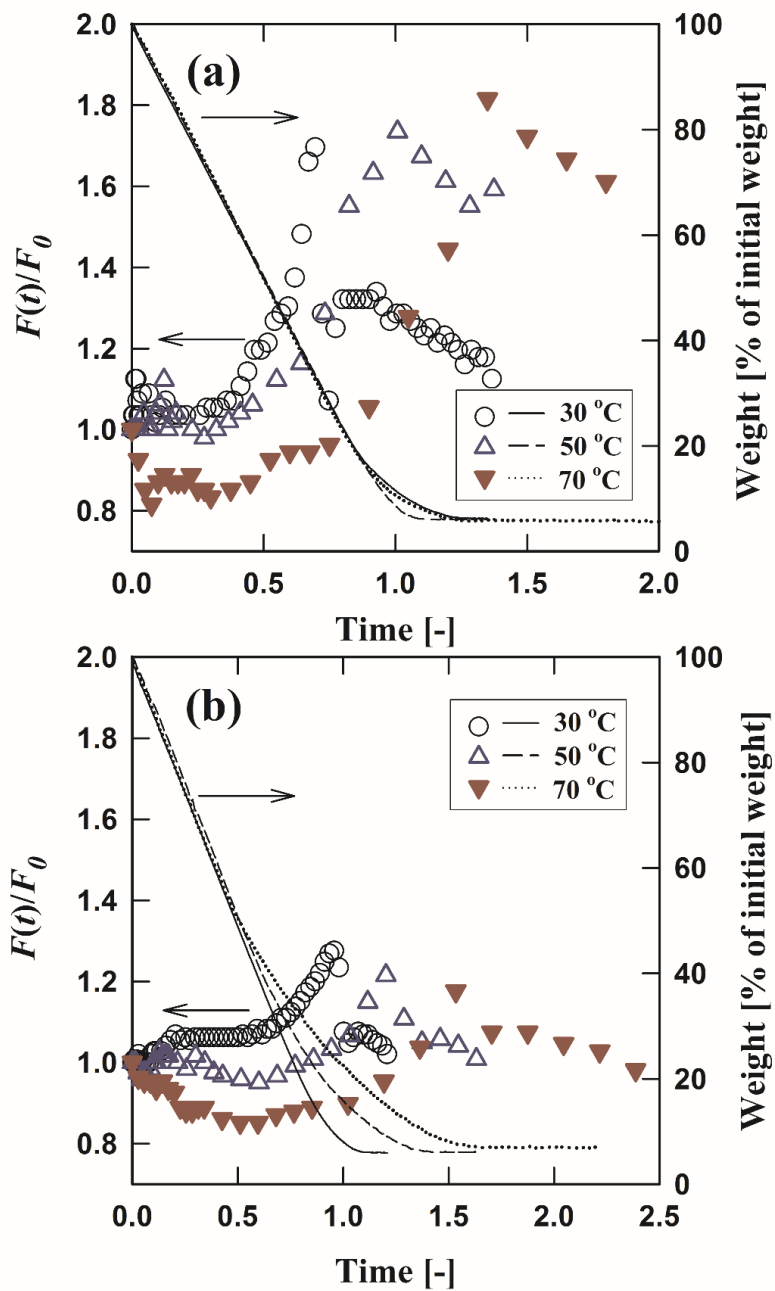 2.0 100
(a)
1.8 80
1.6 60
F(t)/F0
Weight [% of initial weight]
1.4
1.2 40
30 °C
1.0 50 °C 20
70 °C
0.8 0
0.0 0.5 1.0 1.5 2.0
Time [-]
2.0 100
(b)
30 °C
1.8 50 °C 80
70 °C
1.6 60
F(t)/F0
Weight [% of initial weight]
1.4
1.2 40
1.0 20
0.8 0
0.0 0.5 1.0 1.5 2.0 2.5
Time [-]